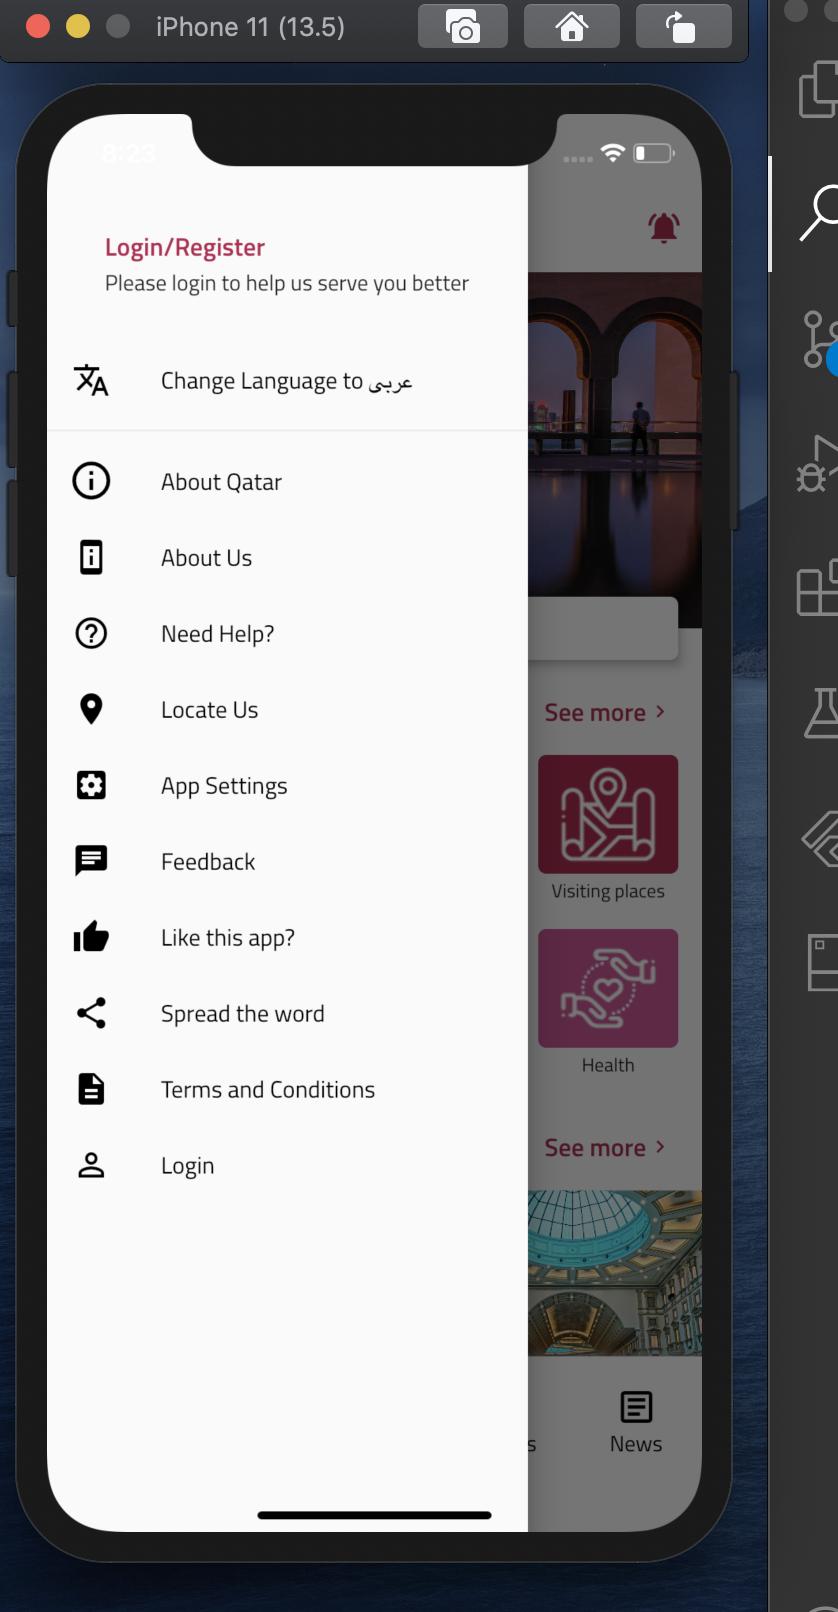 iPhone 11 (13.5)
8:23
Login/Register
Please login to help us serve you better
Change Language to عربى
About Qatar
About Us
Need Help?
Locate Us
App Settings
Feedback
Like this app?
Spread the word
Terms and Conditions
Login
See more
Visiting places
Health
See more
s
News